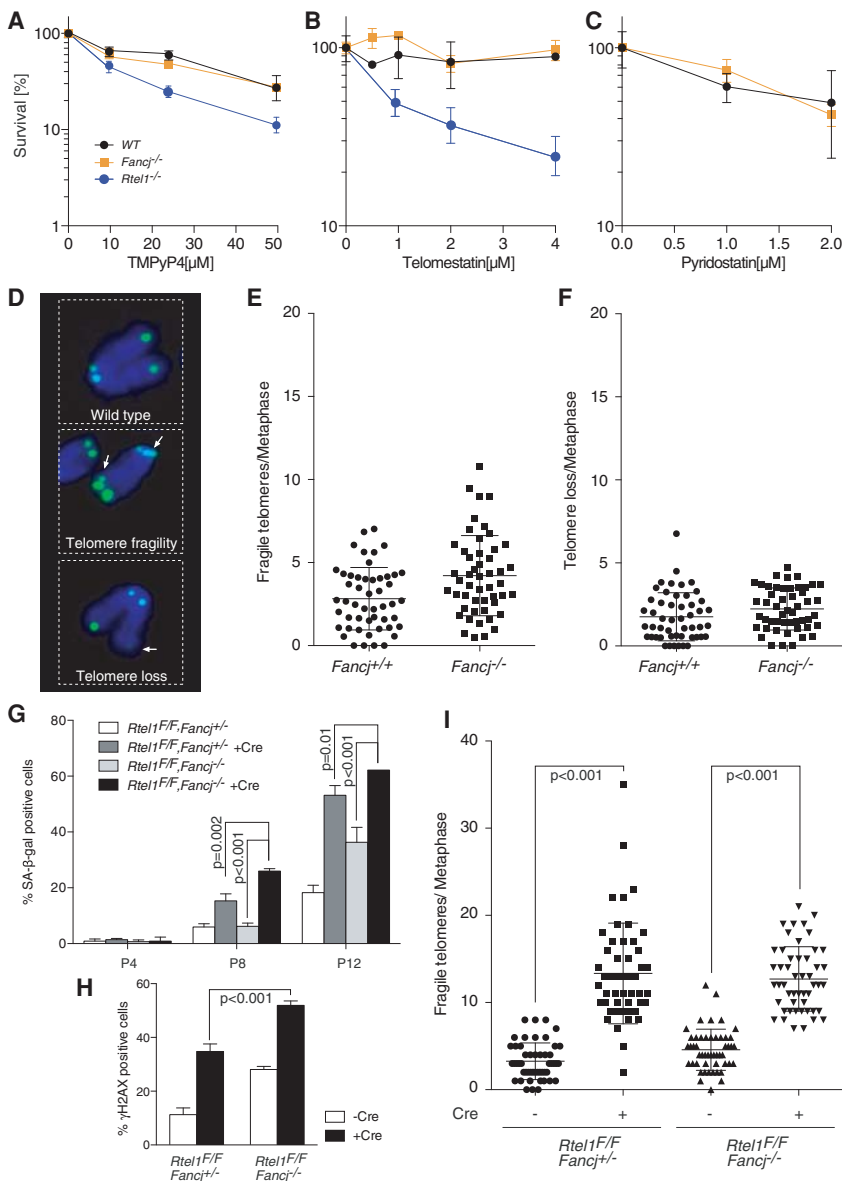 A
Survival [%]
100
10
1
WT
Fancj-/-
Rtel1-/-
0 10 20 30 40 50
TMPyP4[µM]
B
100
10
0 1 2 3 4
Telomestatin[µM]
C
100
10
0.0 0.5 1.0 1.5 2.0
Pyridostatin[µM]
D
Wild type
Telomere fragility
Telomere loss
E
Fragile telomeres/Metaphase
20
15
10
5
0
Fancj+/+ Fancj-/-
F
Telomere loss/Metaphase
20
15
10
5
0
Fancj+/+ Fancj-/-
G
% SA-β-gal positive cells
80
60
40
20
0
Rtel1F/F,Fancj+/-
Rtel1F/F,Fancj+/- +Cre
Rtel1F/F,Fancj-/-
Rtel1F/F,Fancj-/- +Cre
p=0.002
p<0.001
p=0.01
p<0.001
P4 P8 P12
H
% γH2AX positive cells
60
40
20
0
p<0.001
-Cre
+Cre
Rtel1F/F Rtel1F/F
Fancj+/- Fancj-/-
I
Fragile telomeres/ Metaphase
40
30
20
10
0
p<0.001 p<0.001
Cre - + - +
Rtel1F/F Rtel1F/F
Fancj+/- Fancj-/-